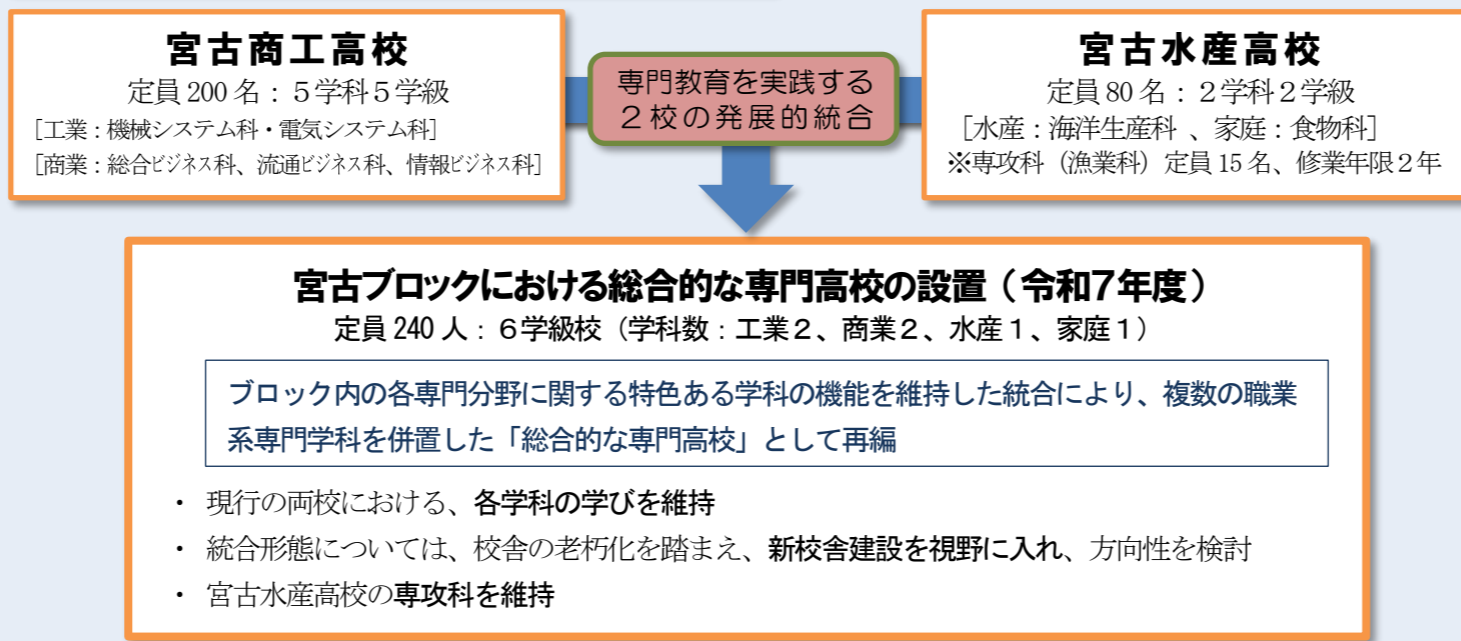 宮古商工高校
定員200名：５学科５学級
［工業：機械システム科・電気システム科］
［商業：総合ビジネス科、流通ビジネス科、情報ビジネス科］
専門教育を実践する
２校の発展的統合
宮古水産高校
定員80名：２学科２学級
［水産：海洋生産科 、家庭：食物科］
※専攻科（漁業科）定員15名、修業年限２年
宮古ブロックにおける総合的な専門高校の設置（令和７年度）
定員240人：６学級校（学科数：工業２、商業２、水産１、家庭１）
ブロック内の各専門分野に関する特色ある学科の機能を維持した統合により、複数の職業
系専門学科を併置した「総合的な専門高校」として再編
・ 現行の両校における、各学科の学びを維持
・ 統合形態については、校舎の老朽化を踏まえ、新校舎建設を視野に入れ、方向性を検討
・ 宮古水産高校の専攻科を維持